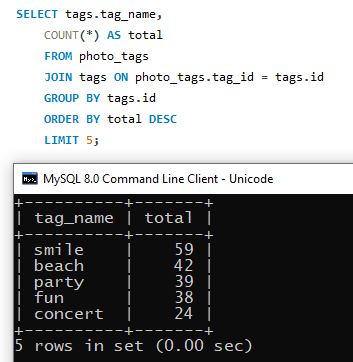 SELECT tags.tag_name,
COUNT(*) AS total
FROM photo_tags
JOIN tags ON photo_tags.tag_id = tags.id
GROUP BY tags.id
ORDER BY total DESC
LIMIT 5;
MySQL 8.0 Command Line Client - Unicode
+----------+-------+
| tag_name | total |
+----------+-------+
| smile    |    59 |
| beach    |    42 |
| party    |    39 |
| fun      |    38 |
| concert  |    24 |
+----------+-------+
5 rows in set (0.00 sec)